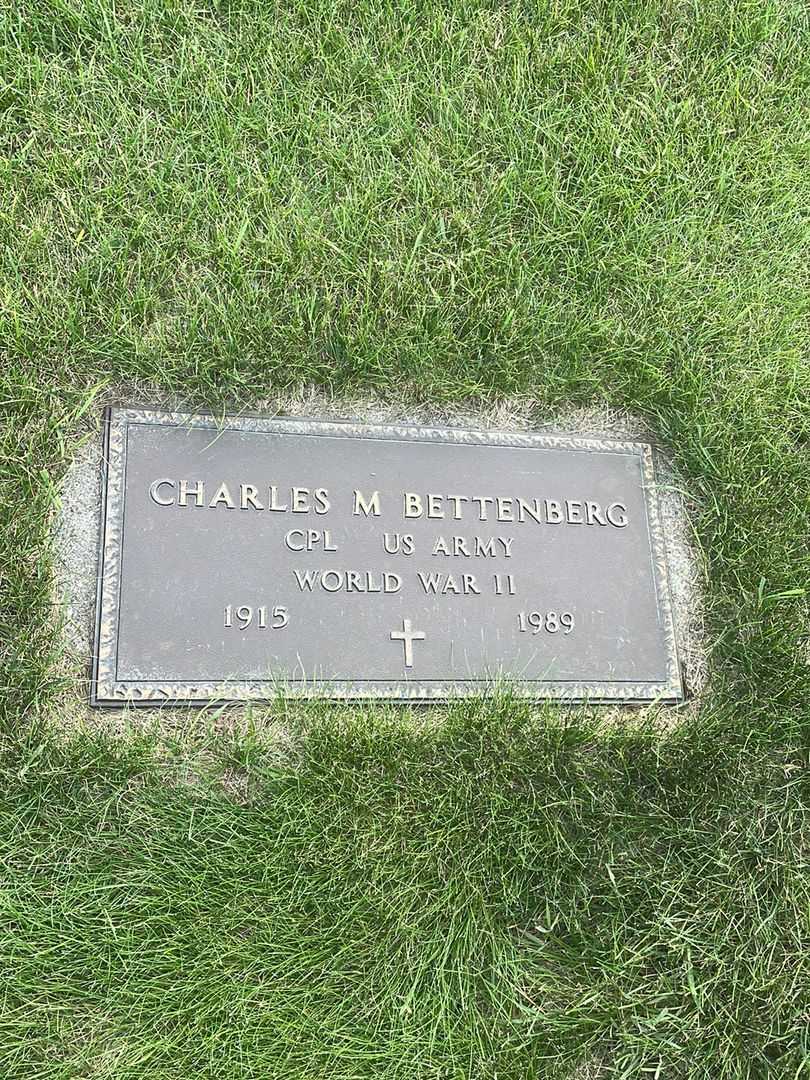 CHARLES M BETTENBERG
CPL US ARMY
WORLD WAR II
1915 1989